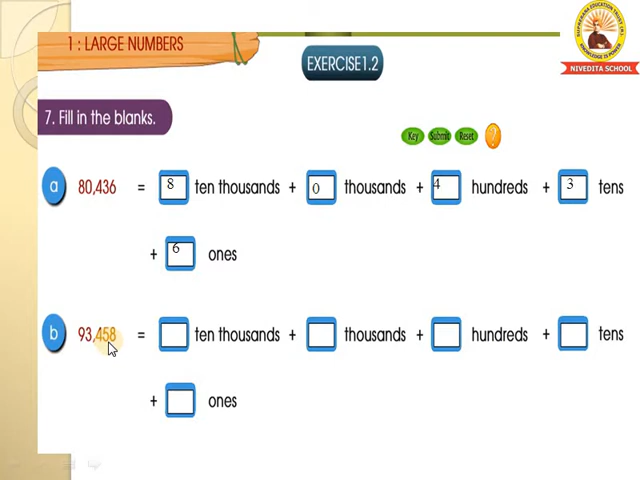 1 : LARGE NUMBERS
EXERCISE1.2
NIVEDITA SCHOOL
7. Fill in the blanks.
Key Submit Reset ?
a 80,436 = 8 ten thousands + 0 thousands + 4 hundreds + 3 tens
+ 6 ones
b 93,458 = ten thousands + thousands + hundreds + tens
+ ones